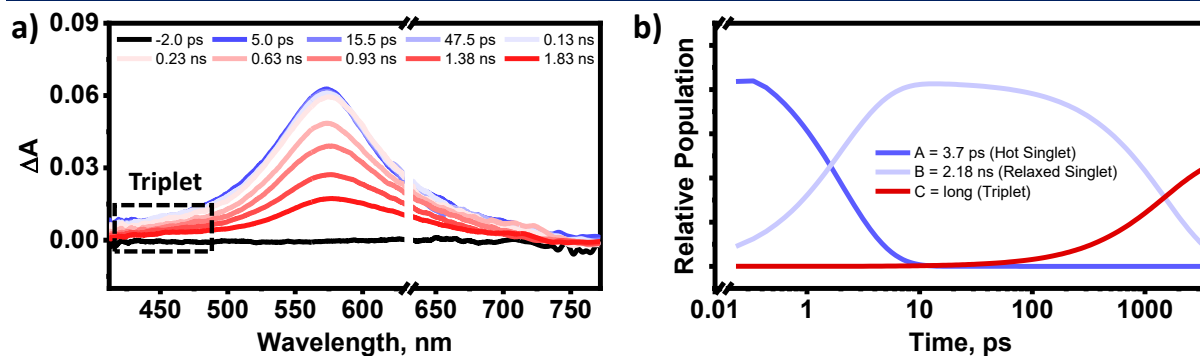 a)
0.09
0.06
0.03
0.00
ΔA
-2.0 ps 5.0 ps 15.5 ps 47.5 ps 0.13 ns
0.23 ns 0.63 ns 0.93 ns 1.38 ns 1.83 ns
Triplet
450 500 550 600 650 700 750
Wavelength, nm
b)
Relative Population
A = 3.7 ps (Hot Singlet)
B = 2.18 ns (Relaxed Singlet)
C = long (Triplet)
0.01 1 10 100 1000
Time, ps